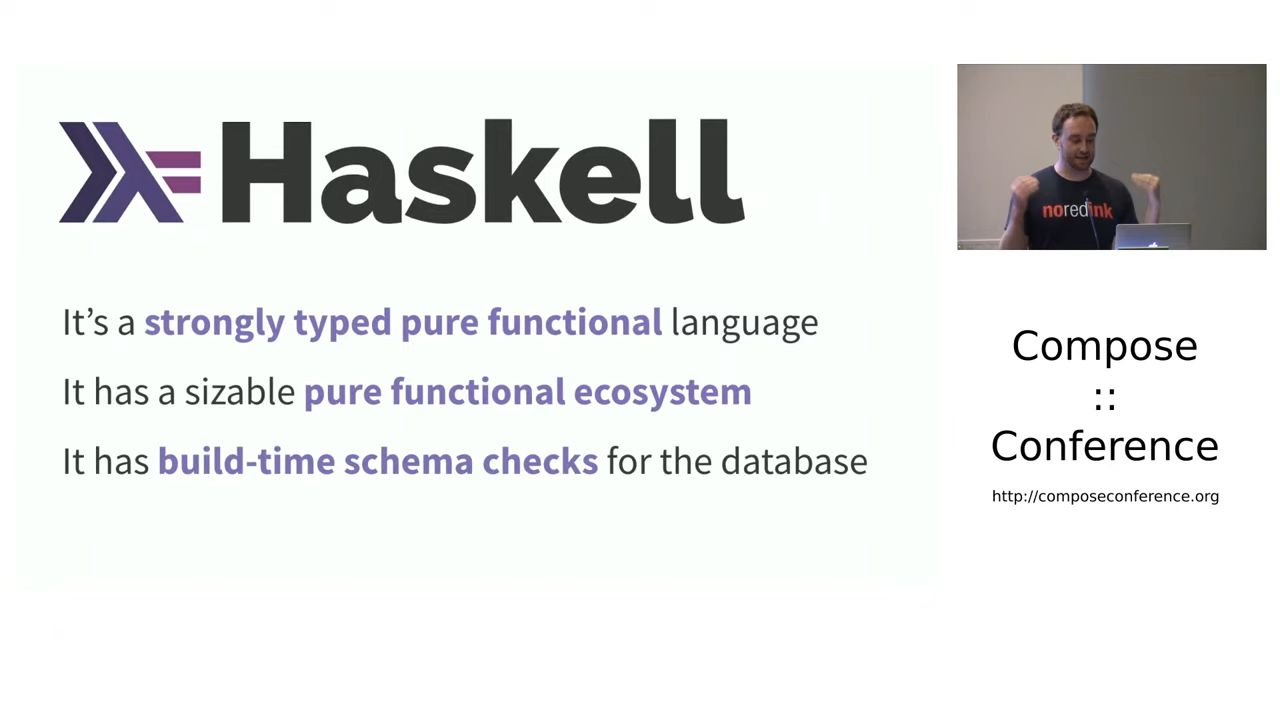 Haskell
It’s a strongly typed pure functional language
It has a sizable pure functional ecosystem
It has build-time schema checks for the database
noredink
Compose
::
Conference
http://composeconference.org